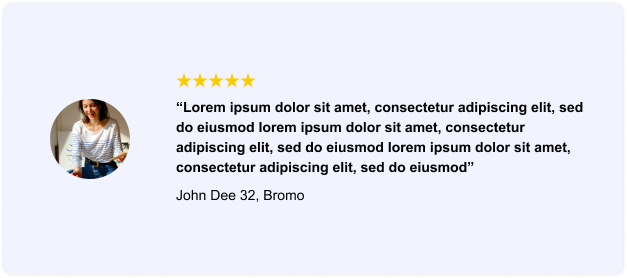 “Lorem ipsum dolor sit amet, consectetur adipiscing elit, sed
do eiusmod lorem ipsum dolor sit amet, consectetur
adipiscing elit, sed do eiusmod lorem ipsum dolor sit amet,
consectetur adipiscing elit, sed do eiusmod”
John Dee 32, Bromo